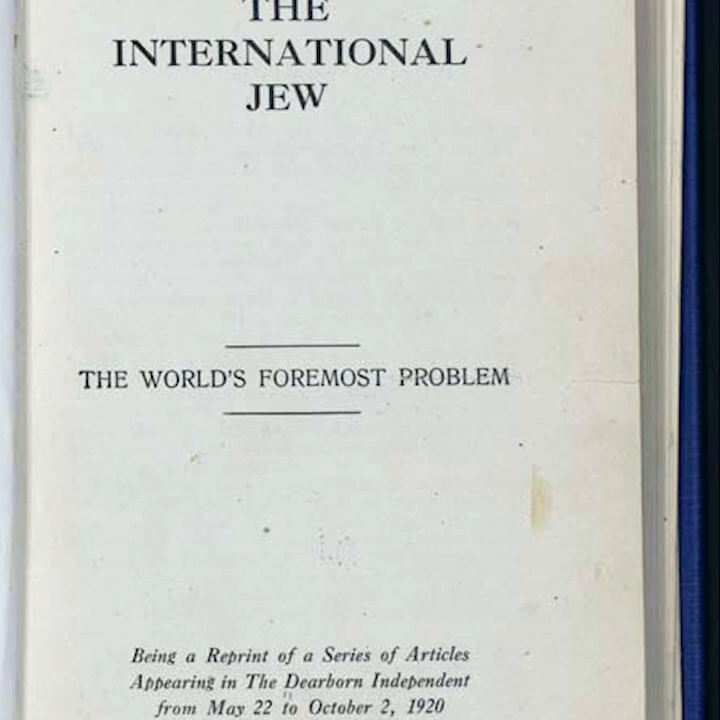 THE
INTERNATIONAL
JEW
THE WORLD'S FOREMOST PROBLEM
Being a Reprint of a Series of Articles
Appearing in The Dearborn Independent
from May 22 to October 2, 1920